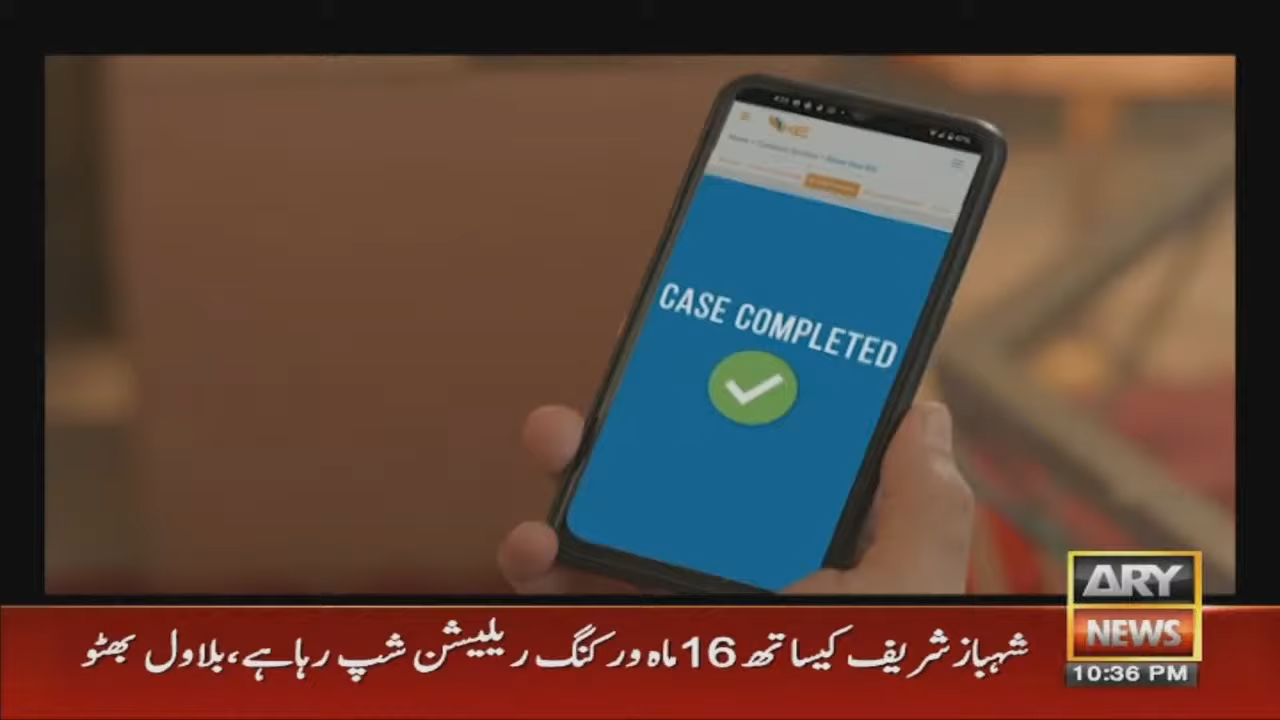 CASE COMPLETED
ARY
NEWS
10:36 PM
شہباز شریف کیساتھ 16 ماہ ورکنگ ریلیشن شپ رہا ہے، بلاول بھٹو